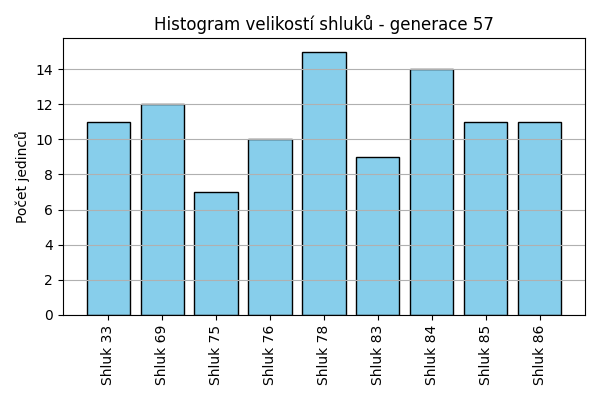 Histogram velikostí shluků - generace 57
Počet jedinců
14
12
10
8
6
4
2
0
Shluk 33
Shluk 69
Shluk 75
Shluk 76
Shluk 78
Shluk 83
Shluk 84
Shluk 85
Shluk 86